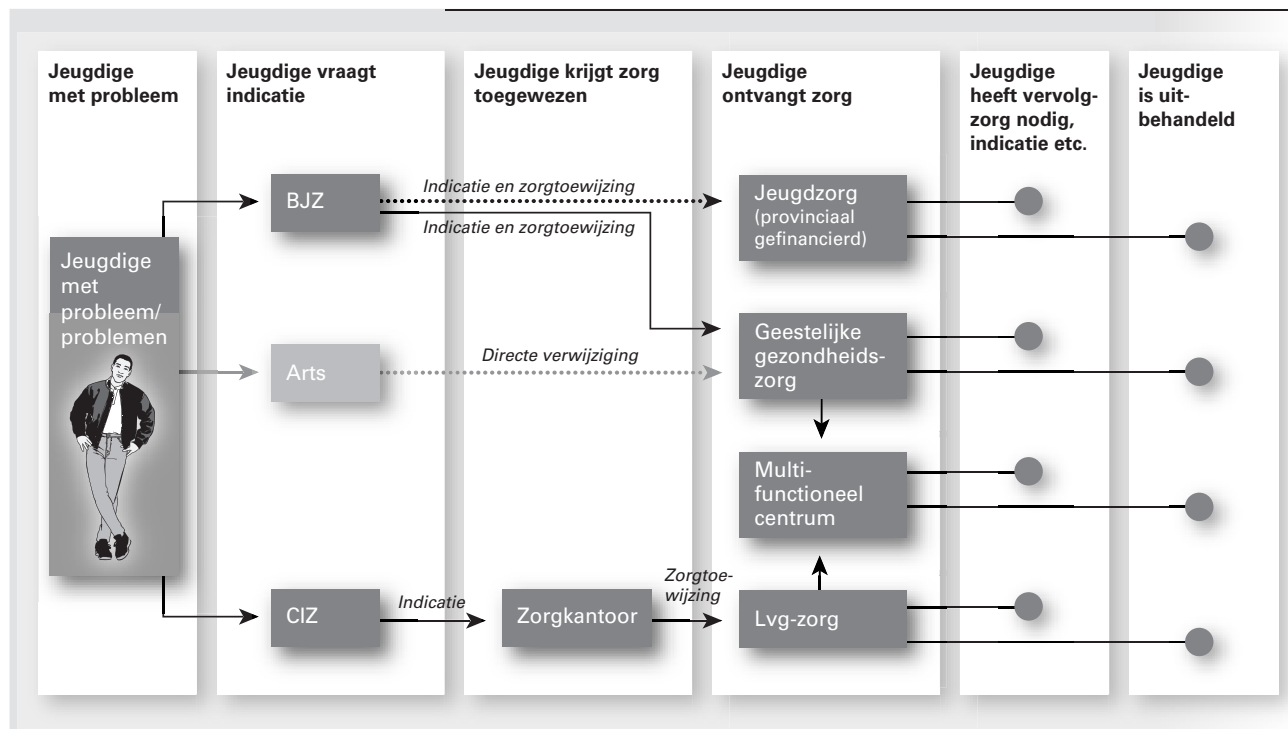 Jeugdige
met probleem
Jeugdige vraagt
indicatie
Jeugdige krijgt zorg
toegewezen
Jeugdige
ontvangt zorg
Jeugdige
heeft vervolg-
zorg nodig,
indicatie etc.
Jeugdige
is uit-
behandeld
Jeugdige
met
probleem/
problemen
BJZ
Indicatie en zorgtoewijzing
Indicatie en zorgtoewijzing
Jeugdzorg
(provinciaal
gefinancierd)
Arts
Directe verwijziging
Geestelijke
gezondheids-
zorg
Multi-
functioneel
centrum
CIZ
Indicatie
Zorgkantoor
Zorgtoe-
wijzing
Lvg-zorg